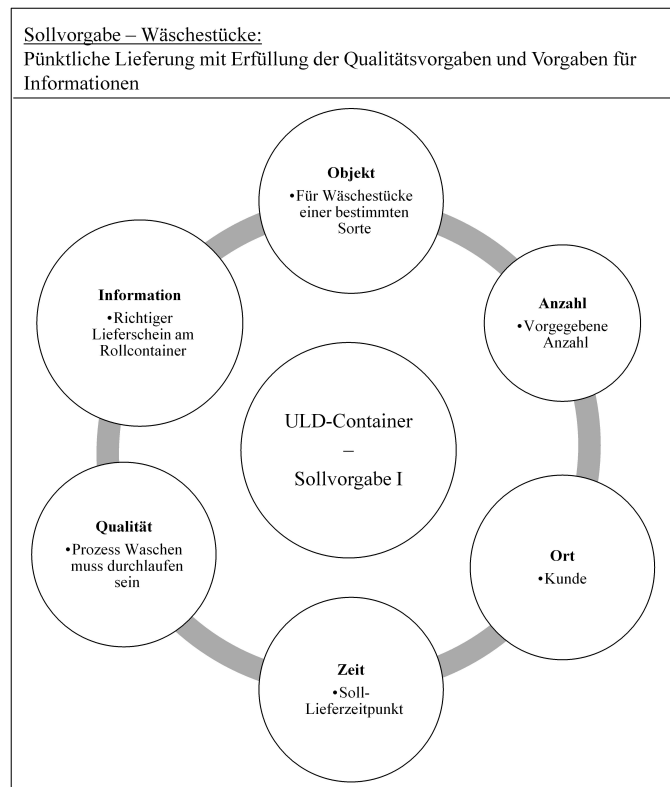 Sollvorgabe – Wäschestücke:
Pünktliche Lieferung mit Erfüllung der Qualitätsvorgaben und Vorgaben für
Informationen
Objekt
•Für Wäschestücke
einer bestimmten
Sorte
Anzahl
•Vorgegebene
Anzahl
Ort
•Kunde
Zeit
•Soll-
Lieferzeitpunkt
Qualität
•Prozess Waschen
muss durchlaufen
sein
Information
•Richtiger
Lieferschein am
Rollcontainer
ULD-Container
–
Sollvorgabe I